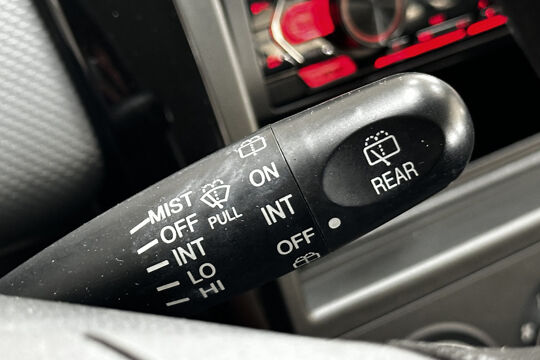 MIST
OFF
INT
LO
HI
PULL
ON
INT
OFF
REAR